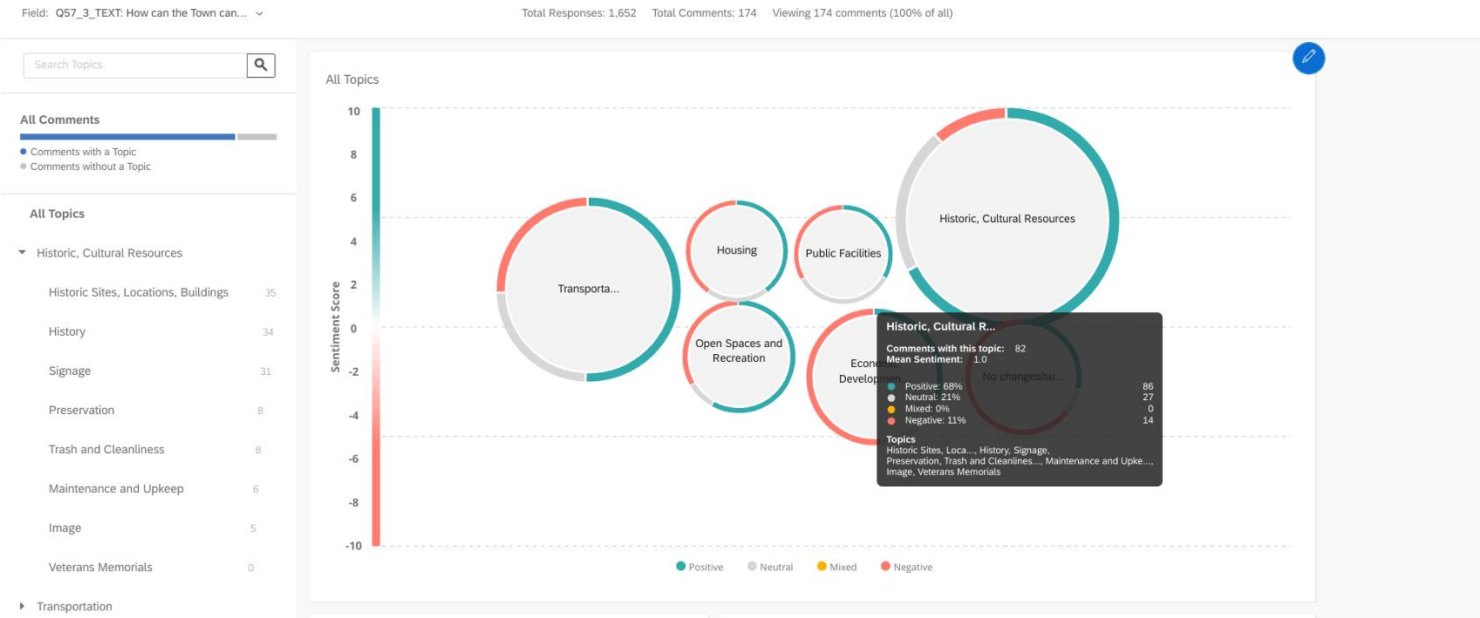 Field: Q57_3_TEXT: How can the Town can...
Total Responses: 1,652 Total Comments: 174 Viewing 174 comments (100% of all)
Search Topics
All Comments
Comments with a Topic
Comments without a Topic
All Topics
Historic, Cultural Resources
Historic Sites, Locations, Buildings 35
History 34
Signage 31
Preservation 8
Trash and Cleanliness 8
Maintenance and Upkeep 6
Image 5
Veterans Memorials 0
Transportation
All Topics
Sentiment Score
10
8
6
4
2
0
-2
-4
-6
-8
-10
Transporta...
Housing
Public Facilities
Historic, Cultural Resources
Open Spaces and
Recreation
Economic
Developmen...
No changes/su...
Historic, Cultural R...
Comments with this topic: 82
Mean Sentiment: 1.0
Positive: 68% 86
Neutral: 21% 27
Mixed: 0% 0
Negative: 11% 14
Topics
Historic Sites, Loca..., History, Signage,
Preservation, Trash and Cleanlines..., Maintenance and Upke...,
Image, Veterans Memorials
Positive Neutral Mixed Negative